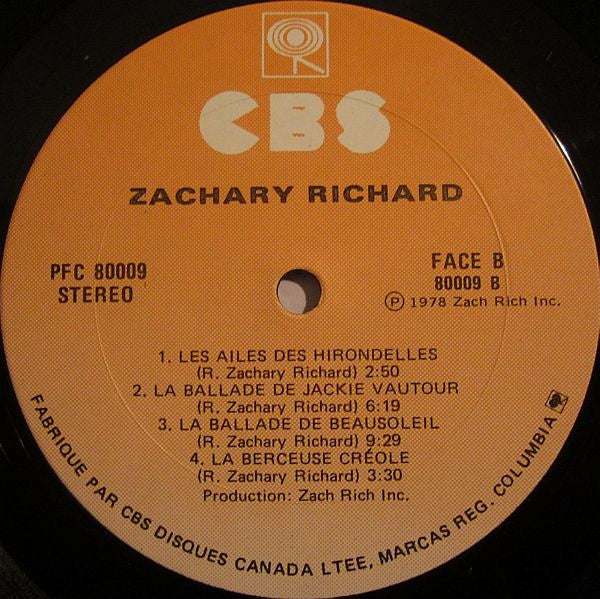 CBS
ZACHARY RICHARD
PFC 80009
STEREO
FACE B
80009 B
Ⓟ 1978 Zach Rich Inc.
1. LES AILES DES HIRONDELLES
(R. Zachary Richard) 2:50
2. LA BALLADE DE JACKIE VAUTOUR
(R. Zachary Richard) 6:19
3. LA BALLADE DE BEAUSOLEIL
(R. Zachary Richard) 9:29
4. LA BERCEUSE CRÉOLE
(R. Zachary Richard) 3:30
Production: Zach Rich Inc.
FABRIQUE PAR CBS DISQUES CANADA LTEE, MARCAS REG. COLUMBIA